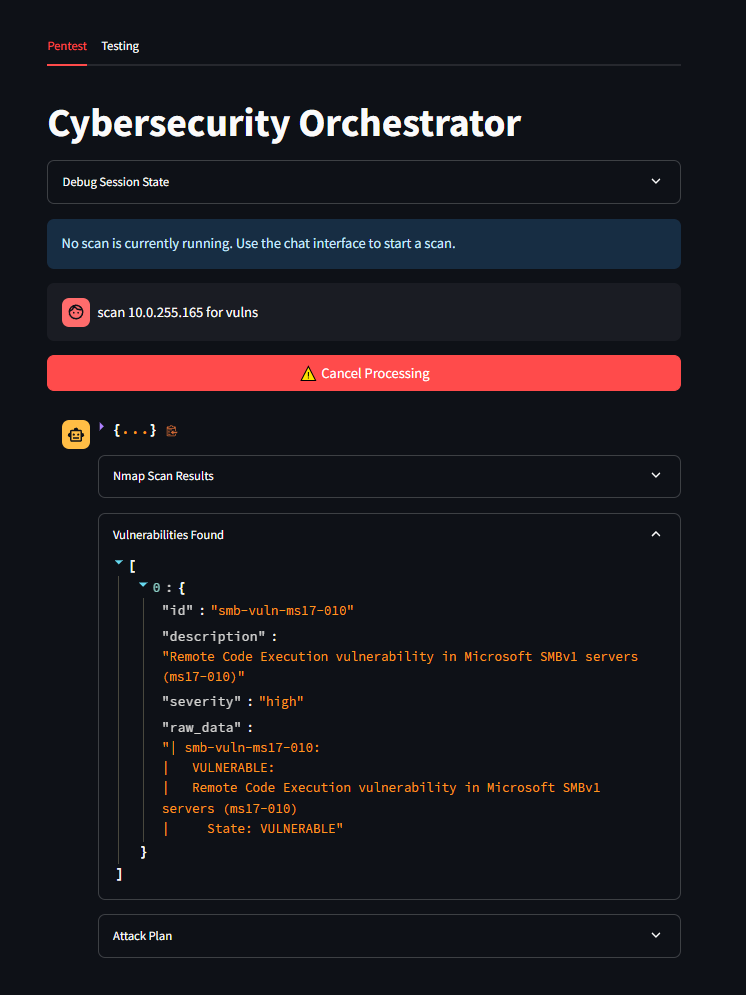 Pentest Testing
Cybersecurity Orchestrator
Debug Session State
No scan is currently running. Use the chat interface to start a scan.
scan 10.0.255.165 for vulns
⚠️ Cancel Processing
{...}
Nmap Scan Results
Vulnerabilities Found
[
0 : {
"id" : "smb-vuln-ms17-010"
"description" :
"Remote Code Execution vulnerability in Microsoft SMBv1 servers
(ms17-010)"
"severity" : "high"
"raw_data" :
"| smb-vuln-ms17-010:
|   VULNERABLE:
|   Remote Code Execution vulnerability in Microsoft SMBv1
servers (ms17-010)
|     State: VULNERABLE"
}
]
Attack Plan